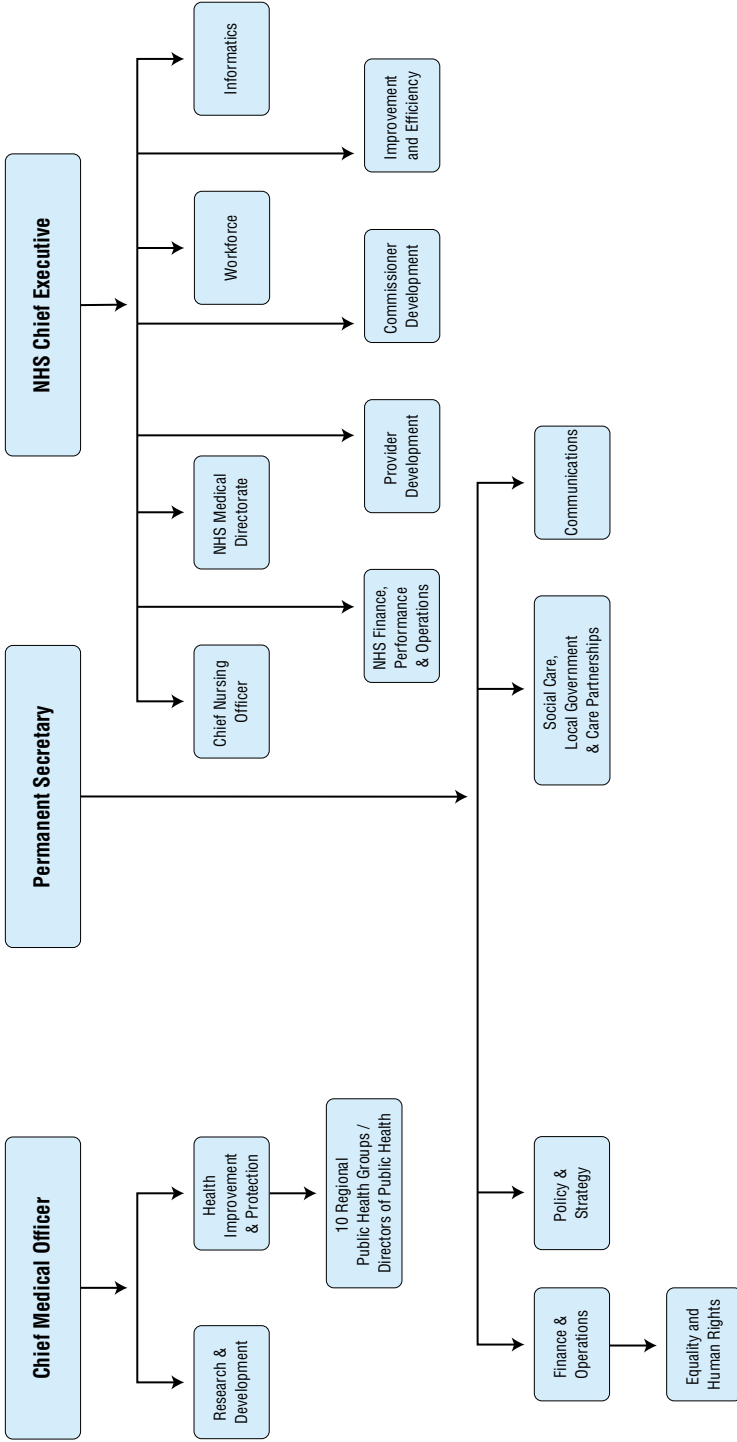 Chief Medical Officer
Permanent Secretary
NHS Chief Executive
Research &
Development
Health
Improvement
& Protection
10 Regional
Public Health Groups /
Directors of Public Health
Chief Nursing
Officer
NHS Medical
Directorate
Workforce
Informatics
NHS Finance,
Performance
& Operations
Provider
Development
Commissioner
Development
Improvement
and Efficiency
Finance &
Operations
Policy &
Strategy
Social Care,
Local Government
& Care Partnerships
Communications
Equality and
Human Rights